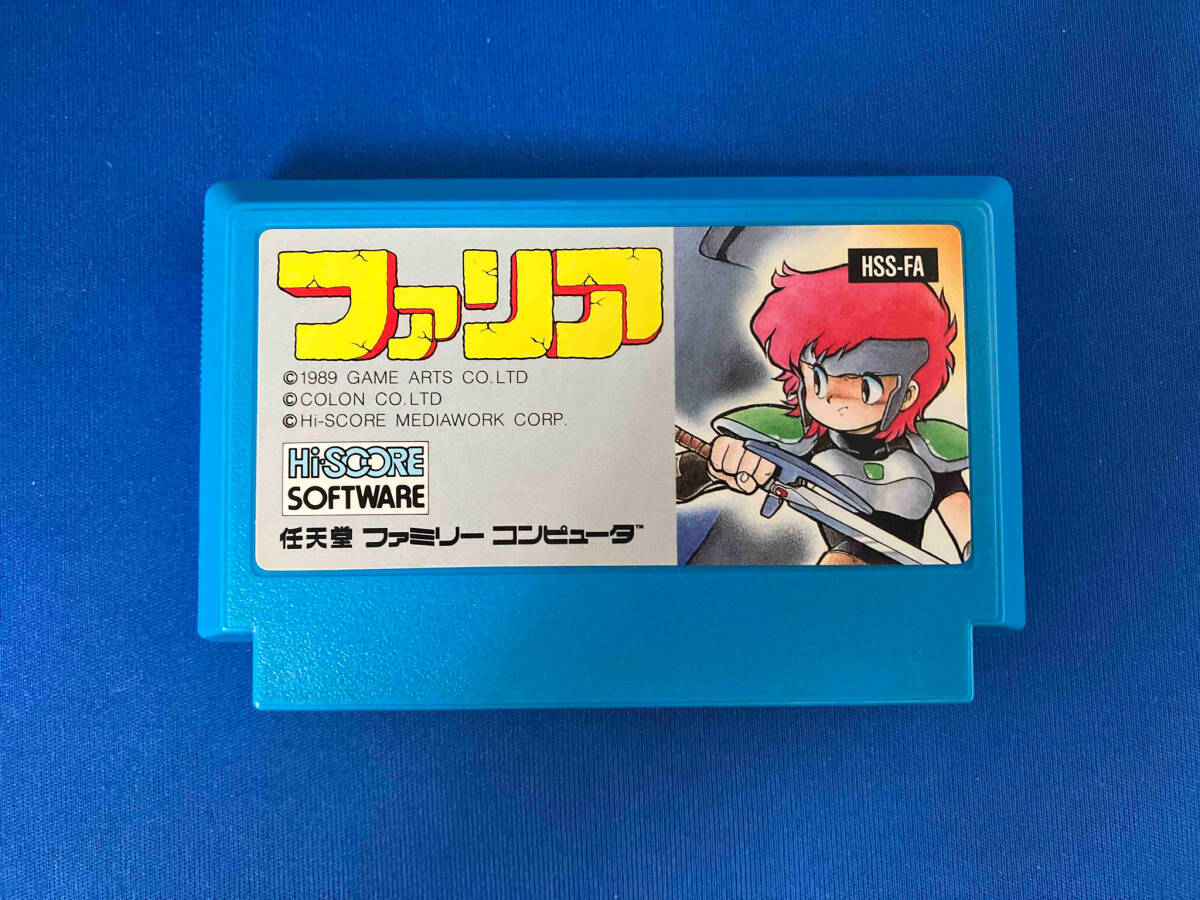 ファリア
HSS-FA
©1989 GAME ARTS CO.LTD
©COLON CO.LTD
©Hi-SCORE MEDIAWORK CORP.
Hi-SCORE
SOFTWARE
任天堂 ファミリー コンピュータ™